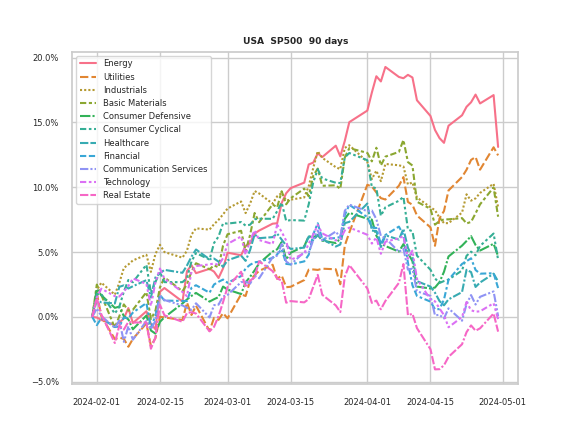 USA SP500 90 days
20.0%
15.0%
10.0%
5.0%
0.0%
−5.0%
Energy
Utilities
Industrials
Basic Materials
Consumer Defensive
Consumer Cyclical
Healthcare
Financial
Communication Services
Technology
Real Estate
2024-02-01 2024-02-15 2024-03-01 2024-03-15 2024-04-01 2024-04-15 2024-05-01